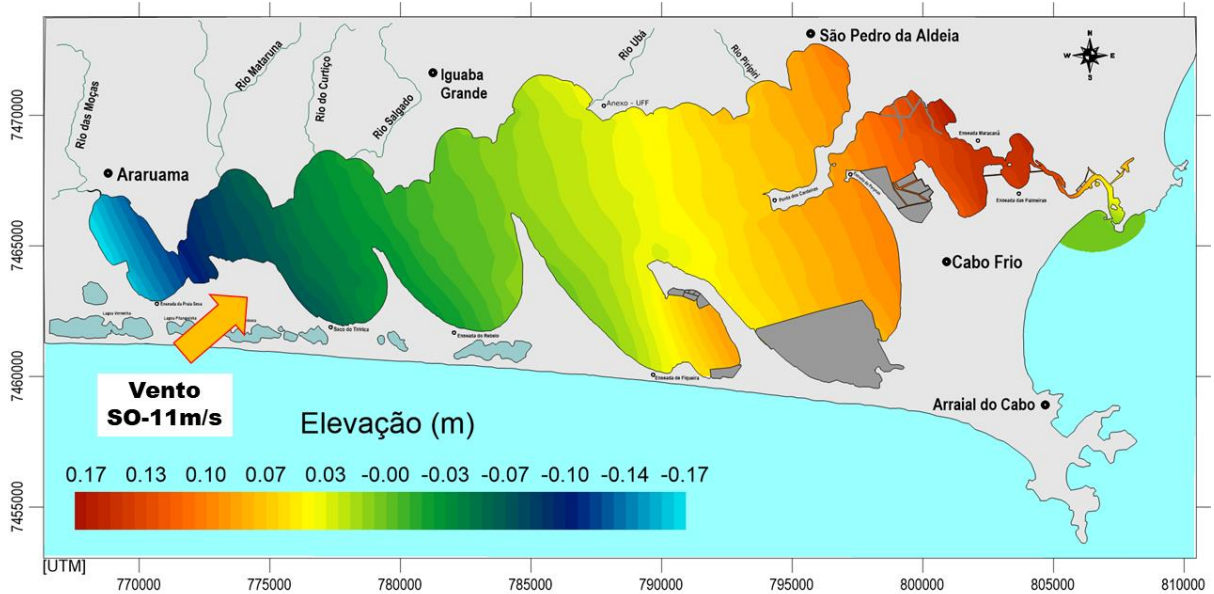 São Pedro da Aldeia
Rio Mataruna
Rio do Curtiço
Rio Salgado
Rio Ubá
Rio Piripiri
Rio das Moças
Iguaba
Grande
Anexo - UFF
N
W E
S
7470000
Araruama
Enseada Maracanã
Ponta dos Cardeiros
Enseada das Palmeiras
7465000
Cabo Frio
Enseada da Praia Seca
Lagoa Vermelha
Lagoa Pitanguinha
Saco do Tiririca
Enseada do Rebelo
7460000
Enseada de Figueira
Vento
SO-11m/s
Arraial do Cabo
Elevação (m)
0.17 0.13 0.10 0.07 0.03 -0.00 -0.03 -0.07 -0.10 -0.14 -0.17
7455000
[UTM]
770000 775000 780000 785000 790000 795000 800000 805000 810000